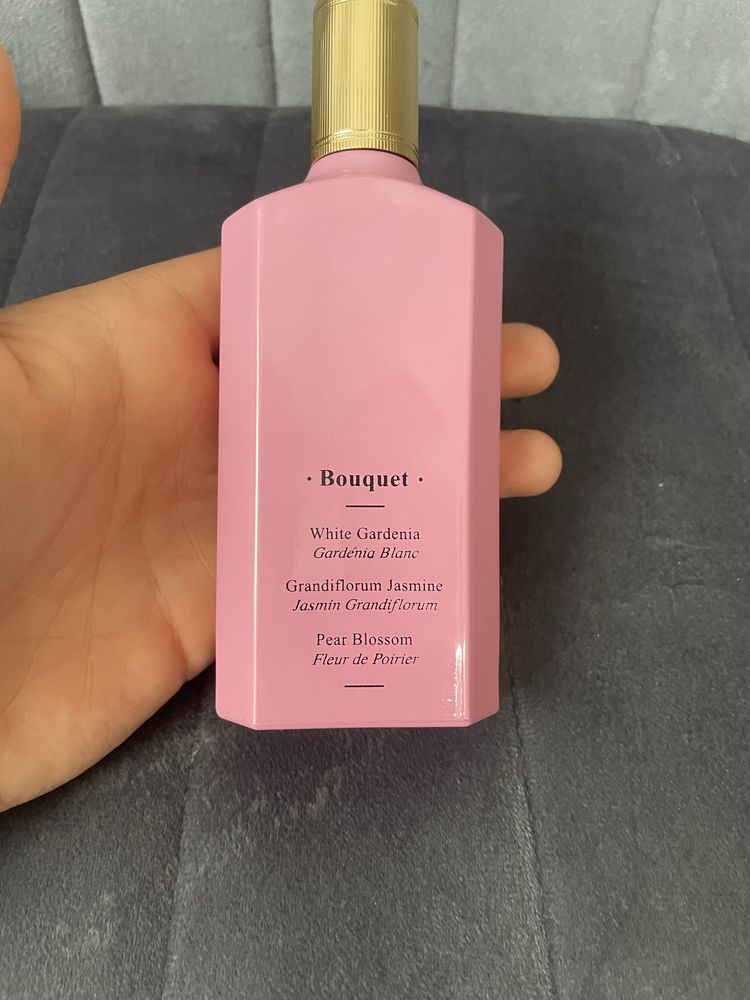 · Bouquet ·
White Gardenia
Gardénia Blanc
Grandiflorum Jasmine
Jasmin Grandiflorum
Pear Blossom
Fleur de Poirier